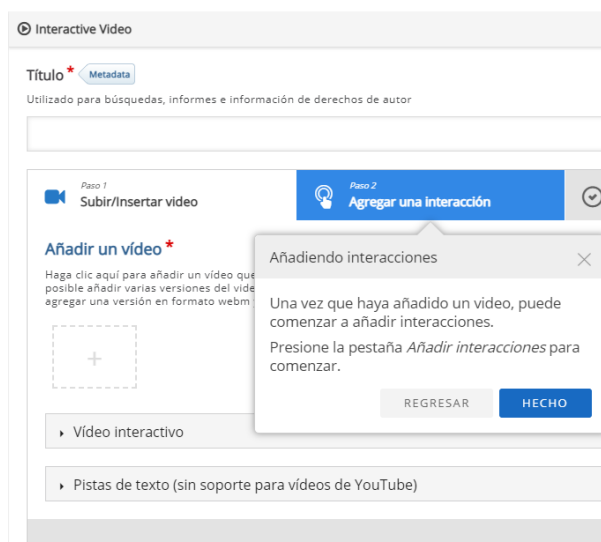 Interactive Video
Título * Metadata
Utilizado para búsquedas, informes e información de derechos de autor
Paso 1
Subir/Insertar video
Paso 2
Agregar una interacción
Añadir un vídeo *
Haga clic aquí para añadir un vídeo que
posible añadir varias versiones del vide
agregar una versión en formato webm
+
Añadiendo interacciones
Una vez que haya añadido un video, puede
comenzar a añadir interacciones.
Presione la pestaña Añadir interacciones para
comenzar.
REGRESAR
HECHO
Vídeo interactivo
Pistas de texto (sin soporte para vídeos de YouTube)